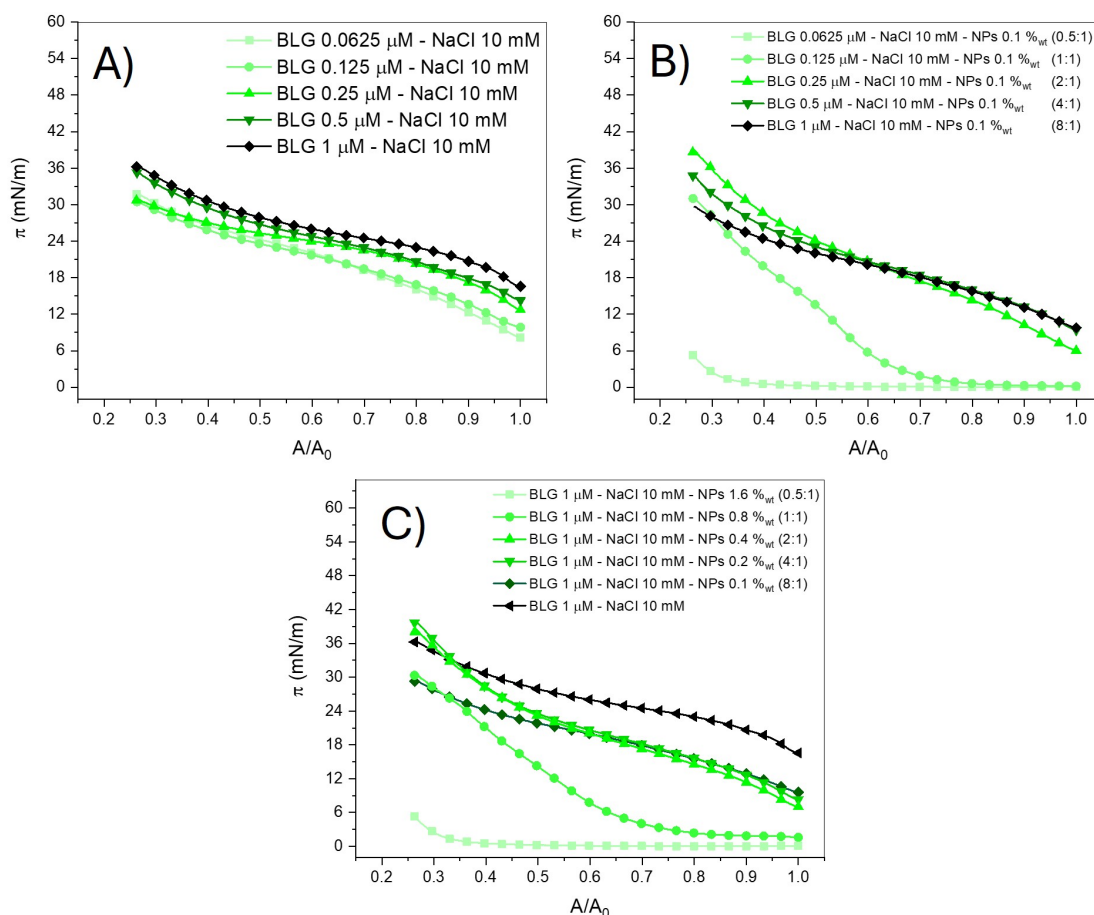 A)
BLG 0.0625 μM - NaCl 10 mM
BLG 0.125 μM - NaCl 10 mM
BLG 0.25 μM - NaCl 10 mM
BLG 0.5 μM - NaCl 10 mM
BLG 1 μM - NaCl 10 mM
60
54
48
42
36
30
24
18
12
6
0
π (mN/m)
0.2 0.3 0.4 0.5 0.6 0.7 0.8 0.9 1.0
A/A₀
B)
BLG 0.0625 μM - NaCl 10 mM - NPs 0.1 %wt (0.5:1)
BLG 0.125 μM - NaCl 10 mM - NPs 0.1 %wt (1:1)
BLG 0.25 μM - NaCl 10 mM - NPs 0.1 %wt (2:1)
BLG 0.5 μM - NaCl 10 mM - NPs 0.1 %wt (4:1)
BLG 1 μM - NaCl 10 mM - NPs 0.1 %wt (8:1)
60
54
48
42
36
30
24
18
12
6
0
π (mN/m)
0.2 0.3 0.4 0.5 0.6 0.7 0.8 0.9 1.0
A/A₀
C)
BLG 1 μM - NaCl 10 mM - NPs 1.6 %wt (0.5:1)
BLG 1 μM - NaCl 10 mM - NPs 0.8 %wt (1:1)
BLG 1 μM - NaCl 10 mM - NPs 0.4 %wt (2:1)
BLG 1 μM - NaCl 10 mM - NPs 0.2 %wt (4:1)
BLG 1 μM - NaCl 10 mM - NPs 0.1 %wt (8:1)
BLG 1 μM - NaCl 10 mM
60
54
48
42
36
30
24
18
12
6
0
π (mN/m)
0.2 0.3 0.4 0.5 0.6 0.7 0.8 0.9 1.0
A/A₀